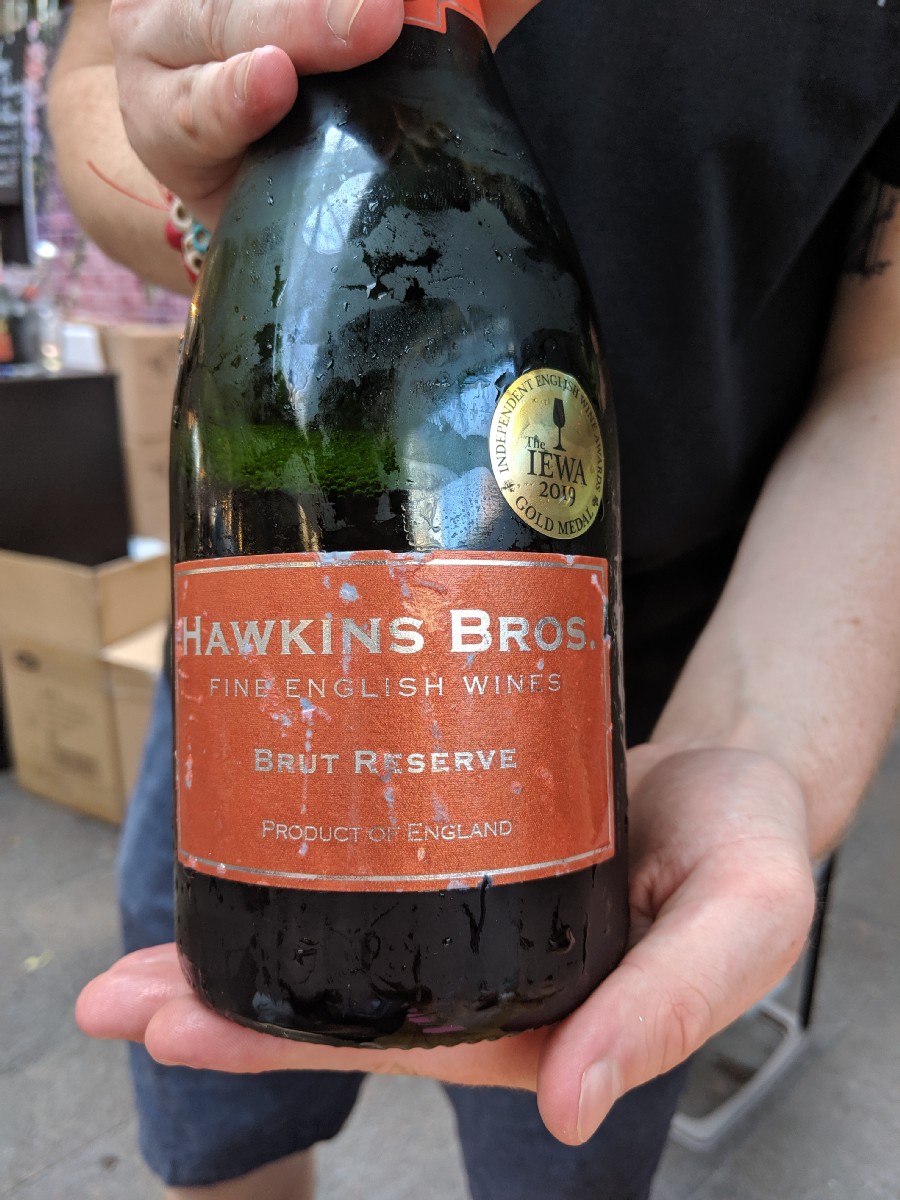 INDEPENDENT ENGLISH WINE AWARDS
The
IEWA
2019
GOLD MEDAL
HAWKINS BROS.
FINE ENGLISH WINES
BRUT RESERVE
PRODUCT OF ENGLAND